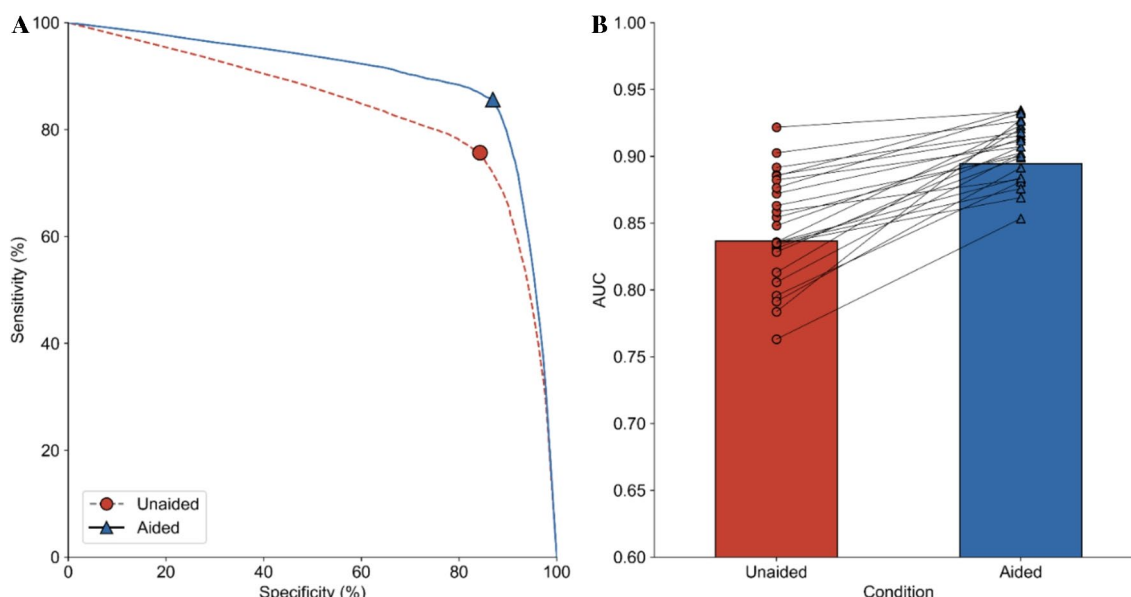 A
100
80
60
40
20
0
Sensitivity (%)
Unaided
Aided
0 20 40 60 80 100
Specificity (%)
B
1.00
0.95
0.90
0.85
0.80
0.75
0.70
0.65
0.60
AUC
Unaided Aided
Condition